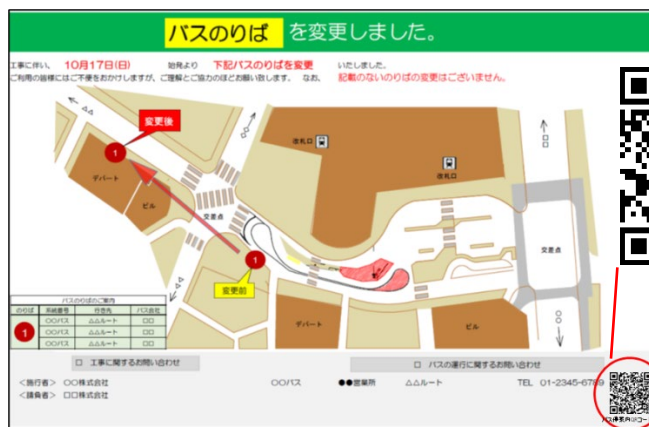 バスのりば を変更しました。
工事に伴い、 10月17日(日) 始発より 下記バスのりばを変更 いたしました。
ご利用の皆様にはご不便をおかけしますが、ご理解とご協力のほどお願い致します。 なお、 記載のないのりばの変更はございません。
←△△
◇◇
→
□□
変更後
1
改札口
改札口
デパート
ビル
交差点
交差点
1
変更前
△△
○○
デパート
ビル
バスのりばのご案内
のりば 系統番号 行き先 バス会社
1
○○バス △△ルート □□
○○バス △△ルート □□
○○バス △△ルート □□
□ 工事に関するお問い合わせ
□ バスの運行に関するお問い合わせ
<施行者> ○○株式会社
<請負者> □□株式会社
○○バス ●●営業所 △△ルート TEL 01-2345-6789